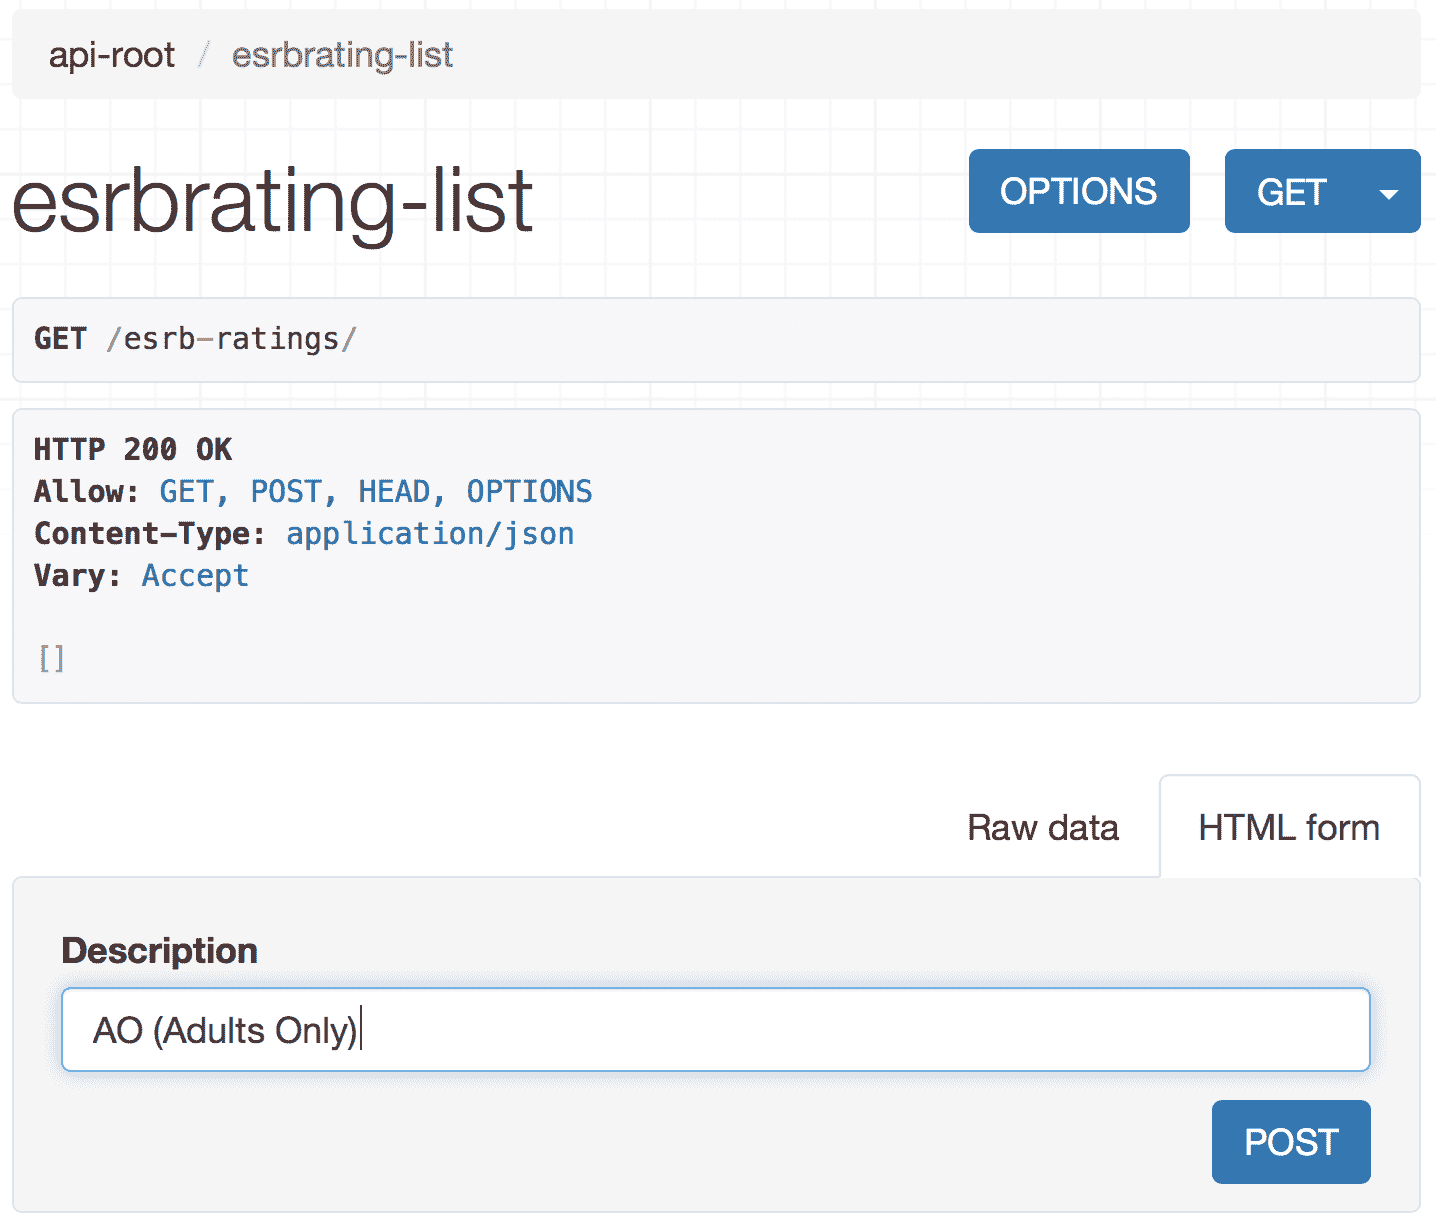 api-root / esrbrating-list
esrbrating-list
OPTIONS
GET
GET /esrb-ratings/
HTTP 200 OK
Allow: GET, POST, HEAD, OPTIONS
Content-Type: application/json
Vary: Accept
[]
Raw data
HTML form
Description
AO (Adults Only)
POST